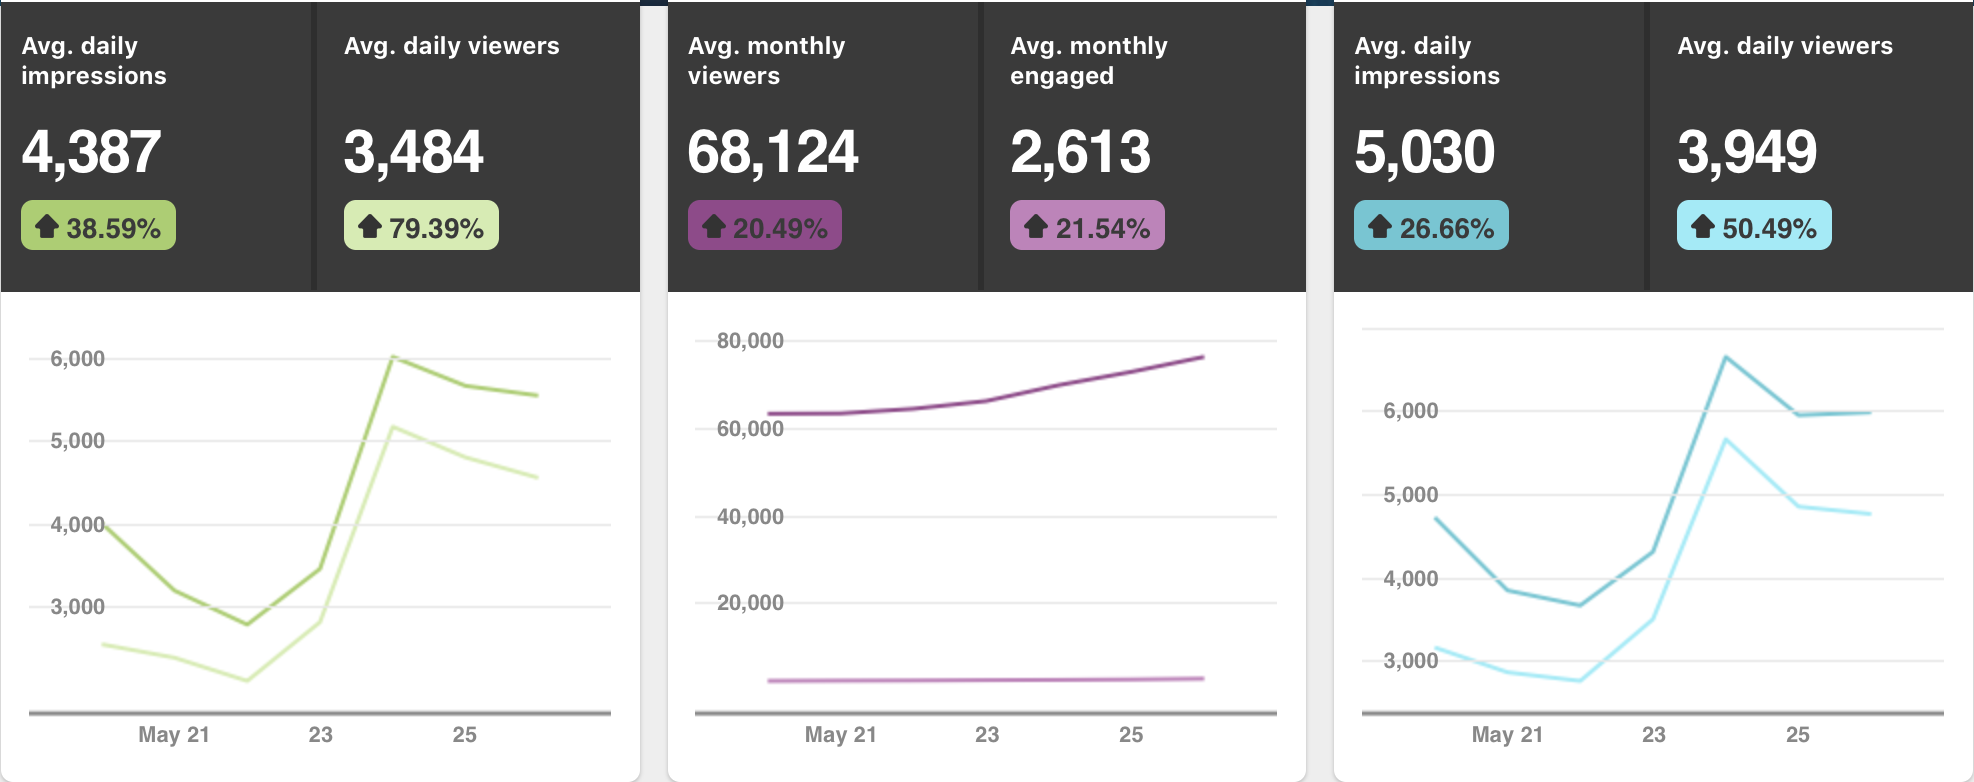 Avg. daily
impressions
4,387
38.59%
Avg. daily viewers
3,484
79.39%
6,000
5,000
4,000
3,000
May 21
23
25
Avg. monthly
viewers
68,124
20.49%
Avg. monthly
engaged
2,613
21.54%
80,000
60,000
40,000
20,000
May 21
23
25
Avg. daily
impressions
5,030
26.66%
Avg. daily viewers
3,949
50.49%
6,000
5,000
4,000
3,000
May 21
23
25